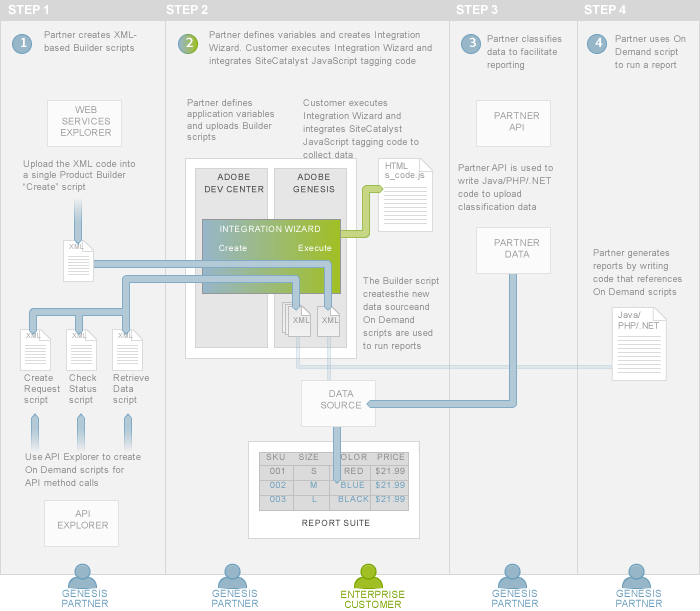 STEP 1
STEP 2
STEP 3
STEP 4
1
Partner creates XML-
based Builder scripts
2
Partner defines variables and creates Integration
Wizard. Customer executes Integration Wizard and
integrates SiteCatalyst JavaScript tagging code
3
Partner classifies
data to facilitate
reporting
4
Partner uses On
Demand script
to run a report
WEB
SERVICES
EXPLORER
Upload the XML code into
a single Product Builder
“Create” script
XML
XML
XML
XML
Create
Request
script
Check
Status
script
Retrieve
Data
script
Use API Explorer to create
On Demand scripts for
API method calls
API
EXPLORER
Partner defines
application variables
and uploads Builder
scripts
Customer executes
Integration Wizard and
integrates SiteCatalyst
JavaScript tagging code to
collect data
ADOBE
DEV CENTER
ADOBE
GENESIS
HTML
s_code.js
INTEGRATION WIZARD
Create
Execute
XML
XML
The Builder script
createsthe new
data sourceand
On Demand
scripts are used
to run reports
DATA
SOURCE
SKU SIZE OLOR PRICE
001 S RED $21.99
002 M BLUE $21.99
003 L BLACK $21.99
REPORT SUITE
PARTNER
API
Partner API is used to
write Java/PHP/.NET
code to upload
classification data
PARTNER
DATA
Partner generates
reports by writing
code that references
On Demand scripts
Java/
PHP/.NET
GENESIS
PARTNER
GENESIS
PARTNER
ENTERPRISE
CUSTOMER
GENESIS
PARTNER
GENESIS
PARTNER